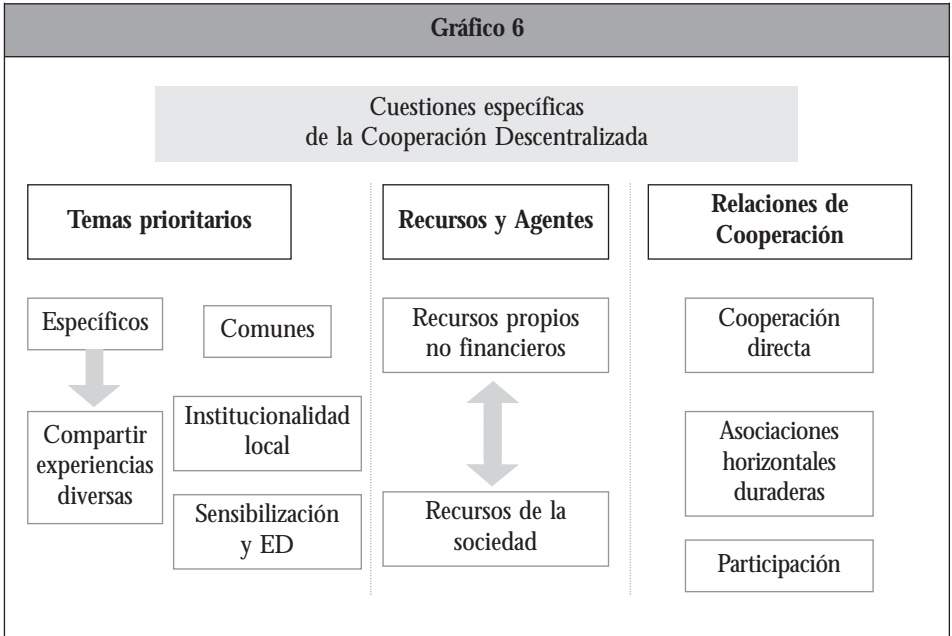 Gráfico 6
Cuestiones específicas
de la Cooperación Descentralizada
Temas prioritarios
Específicos
Comunes
Compartir
experiencias
diversas
Institucionalidad
local
Sensibilización
y ED
Recursos y Agentes
Recursos propios
no financieros
Recursos de la
sociedad
Relaciones de
Cooperación
Cooperación
directa
Asociaciones
horizontales
duraderas
Participación